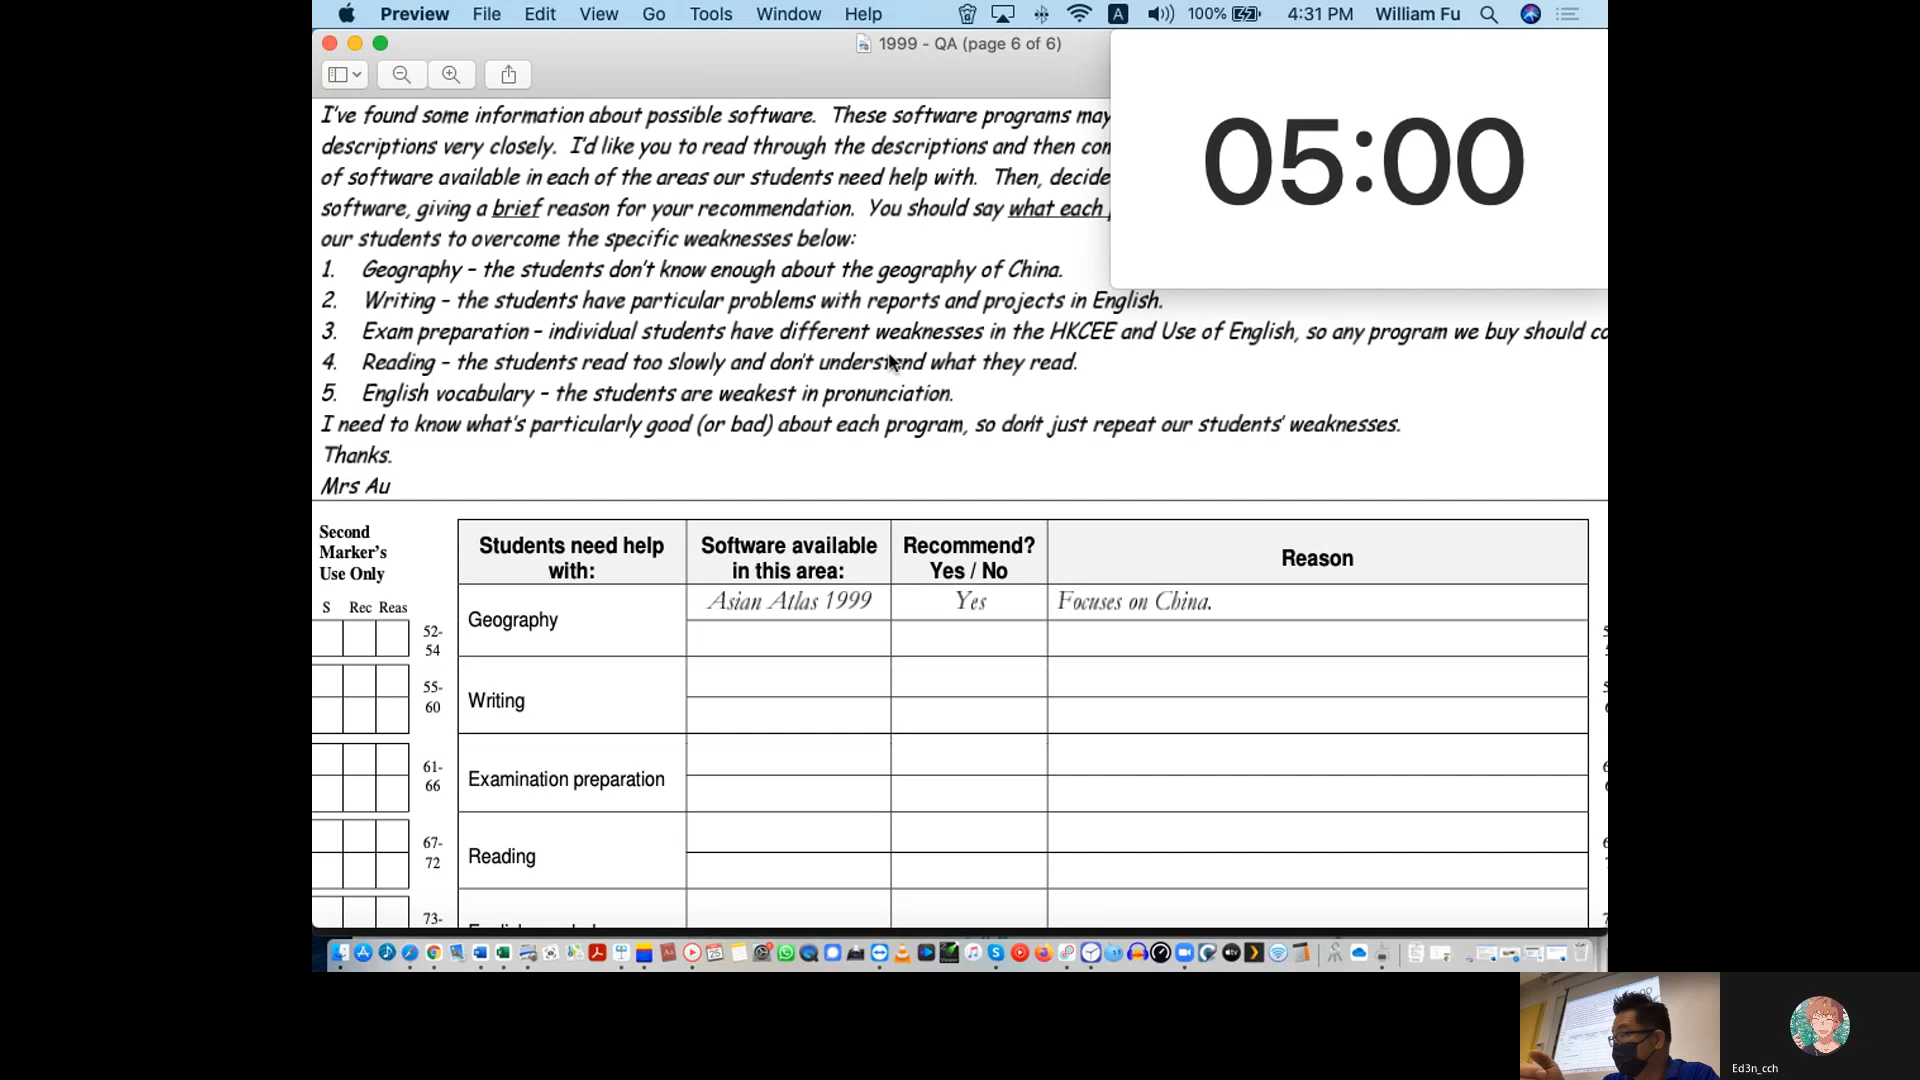 Preview File Edit View Go Tools Window Help 100% 4:31 PM William Fu
1999 - QA (page 6 of 6)
05:00
I've found some information about possible software. These software programs may
descriptions very closely. I'd like you to read through the descriptions and then
of software available in each of the areas our students need help with. Then, decide
software, giving a brief reason for your recommendation. You should say what each
our students to overcome the specific weaknesses below:
1. Geography – the students don't know enough about the geography of China.
2. Writing – the students have particular problems with reports and projects in English.
3. Exam preparation – individual students have different weaknesses in the HKCEE and Use of English, so any program we buy should
4. Reading – the students read too slowly and don't understand what they read.
5. English vocabulary – the students are weakest in pronunciation.
I need to know what's particularly good (or bad) about each program, so don't just repeat our students' weaknesses.
Thanks.
Mrs Au
Second
Marker's
Use Only
S Rec Reas
Students need help
with:
Software available
in this area:
Recommend?
Yes / No
Reason
Geography
Asian Atlas 1999 Yes Focuses on China.
52-
54
Writing
55-
60
Examination preparation
61-
66
Reading
67-
72
73-
Ed3n_cch